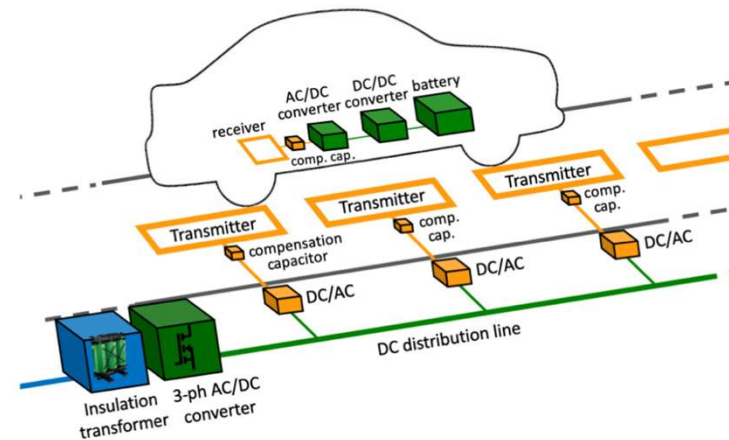 AC/DC
converter
DC/DC
converter
battery
receiver
comp. cap.
Transmitter
comp.
cap.
Transmitter
comp.
cap.
Transmitter
compensation
capacitor
DC/AC
DC/AC
DC/AC
DC distribution line
Insulation
transformer
3-ph AC/DC
converter